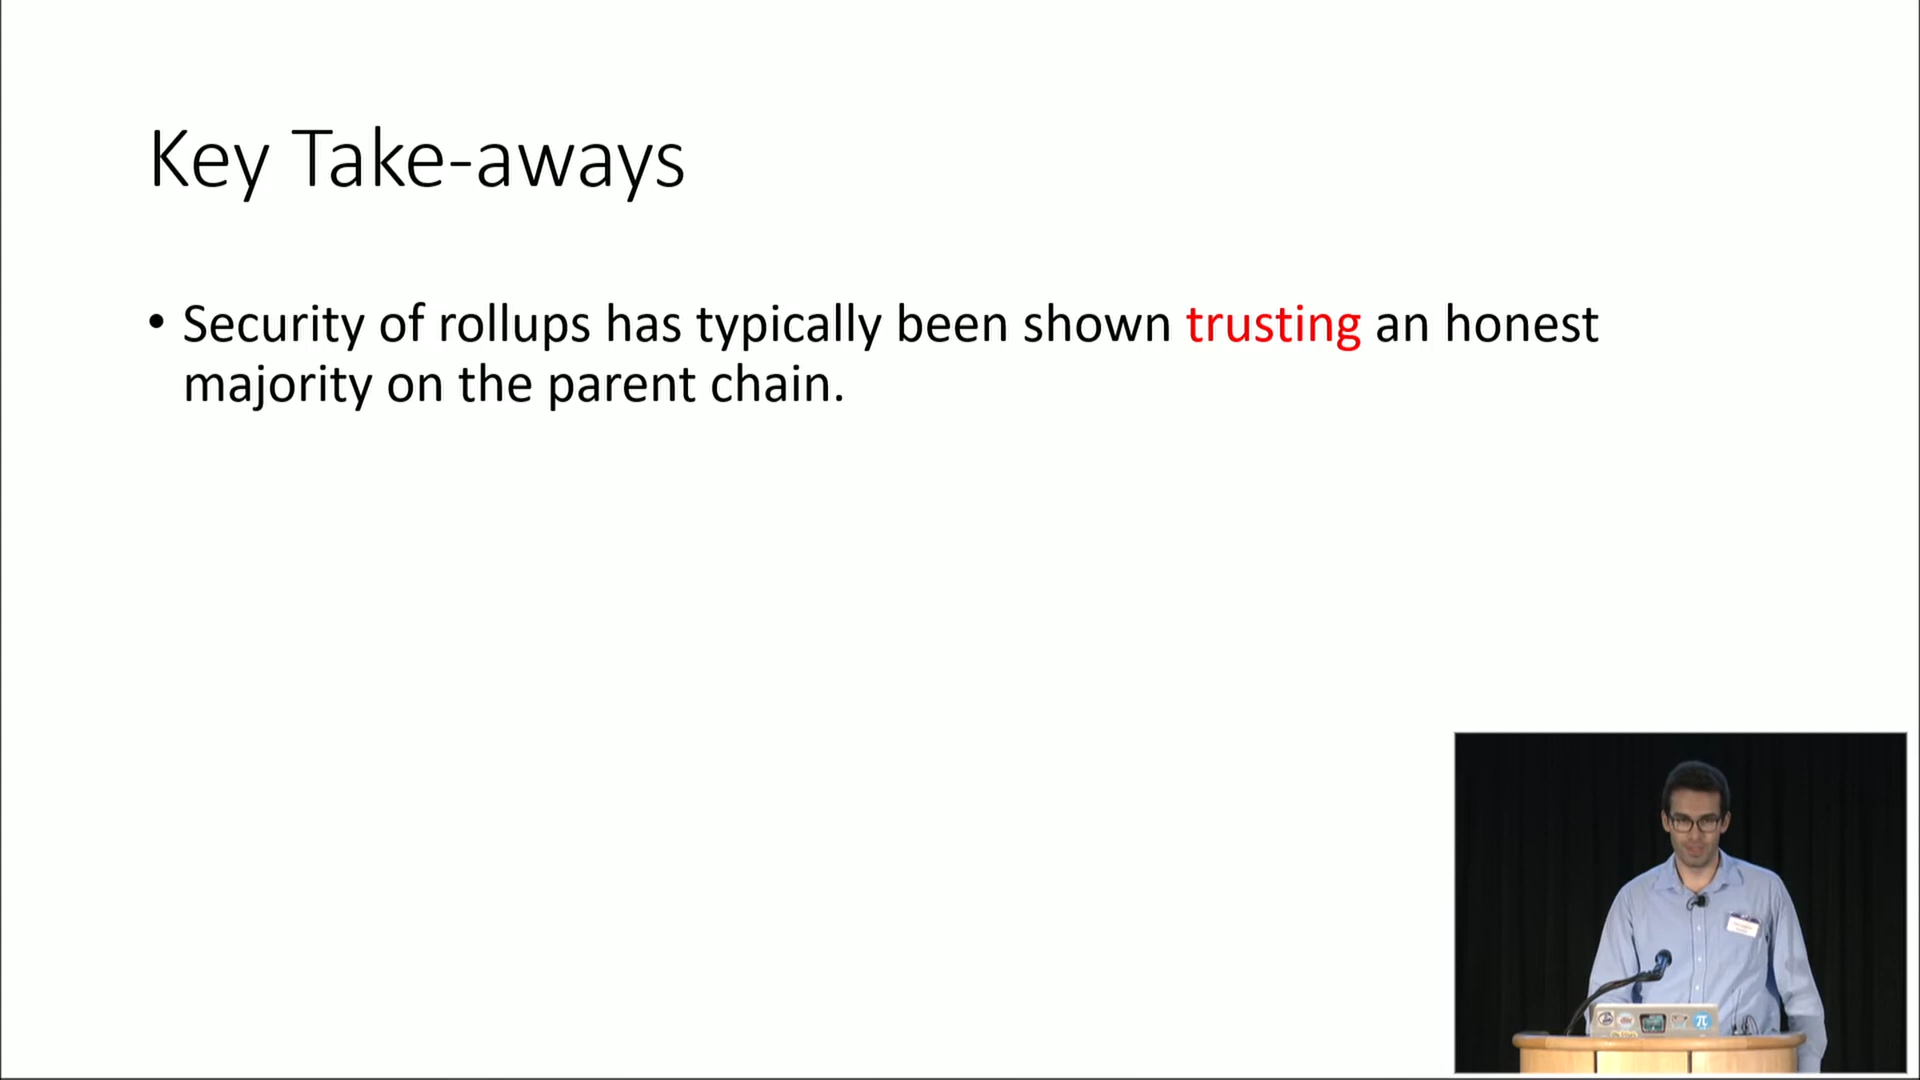 Key Take-aways
• Security of rollups has typically been shown trusting an honest
majority on the parent chain.
π